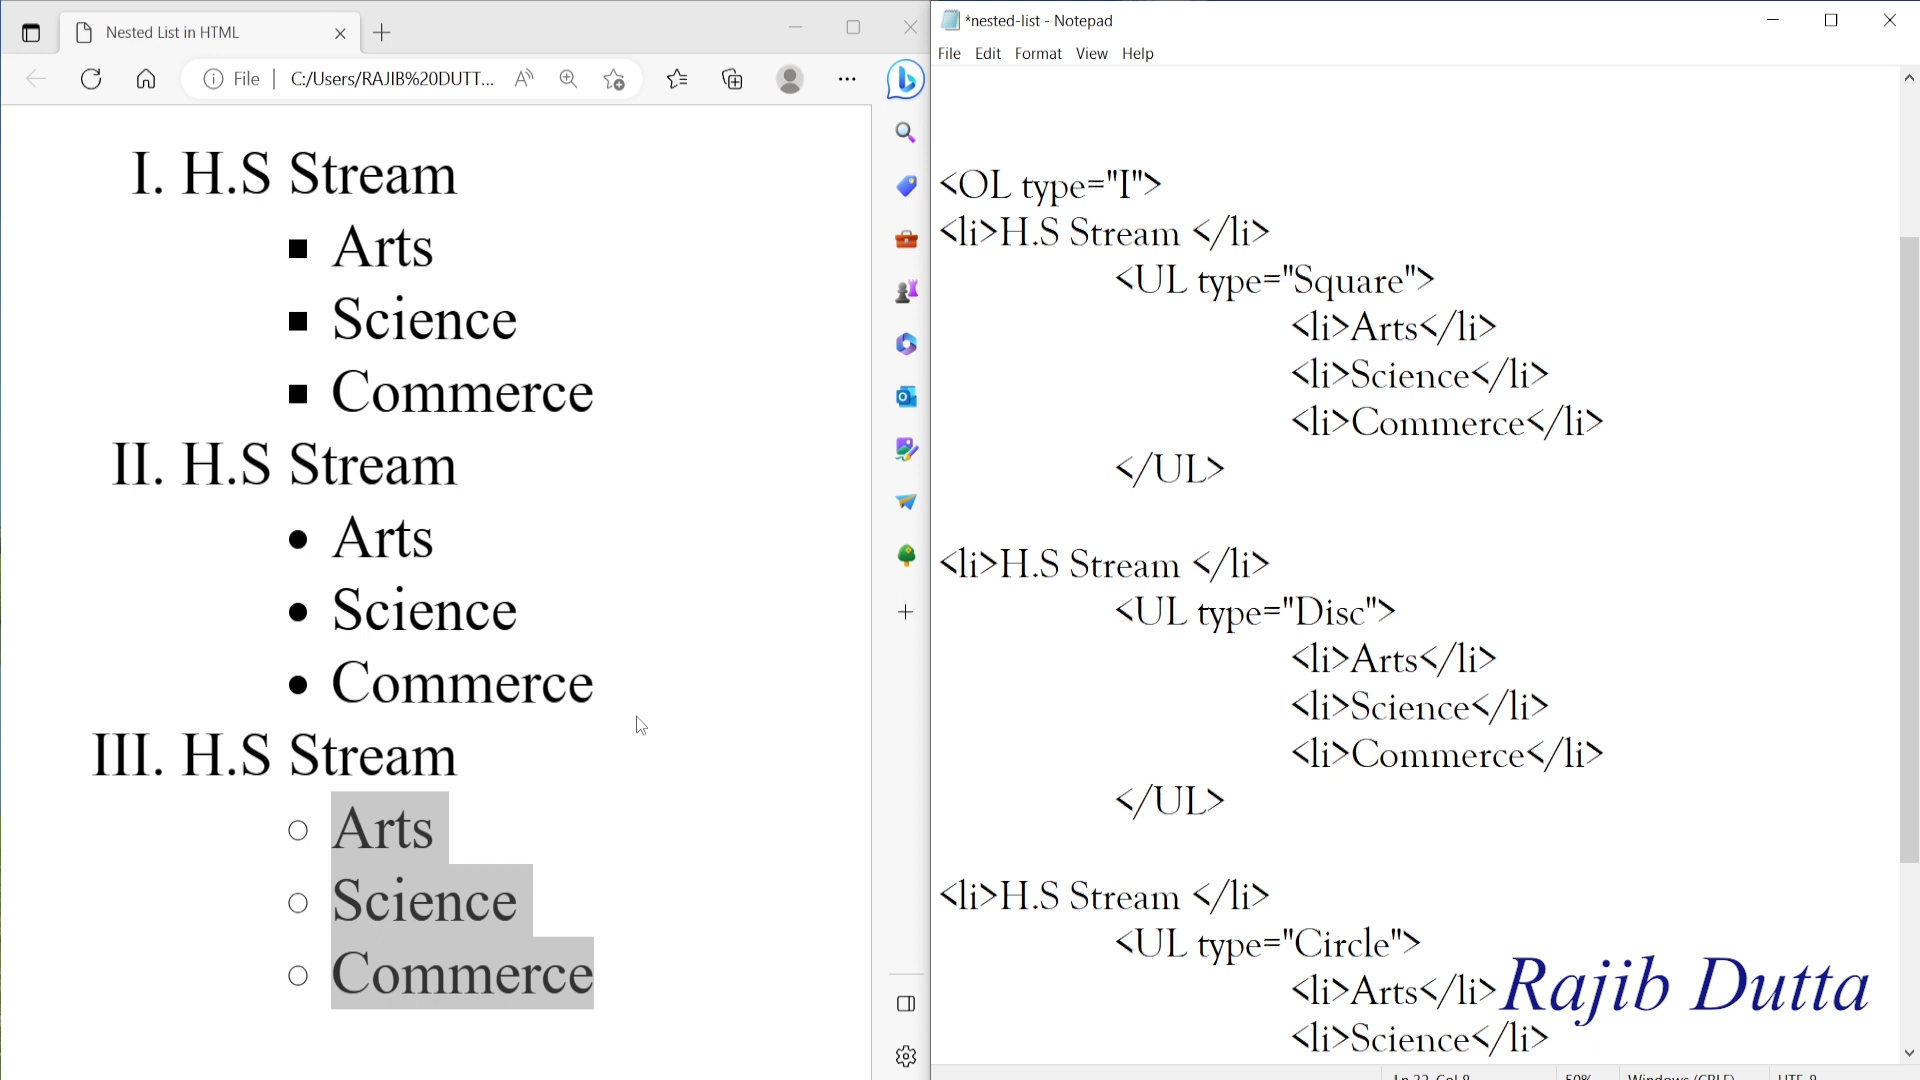 Nested List in HTML
File
C:/Users/RAJIB%20DUTT...
I. H.S Stream
Arts
Science
Commerce
II. H.S Stream
Arts
Science
Commerce
III. H.S Stream
Arts
Science
Commerce
*nested-list - Notepad
File Edit Format View Help
<OL type="I">
<li>H.S Stream </li>
<UL type="Square">
<li>Arts</li>
<li>Science</li>
<li>Commerce</li>
</UL>
<li>H.S Stream </li>
<UL type="Disc">
<li>Arts</li>
<li>Science</li>
<li>Commerce</li>
</UL>
<li>H.S Stream </li>
<UL type="Circle">
<li>Arts</li>
<li>Science</li>
Rajib Dutta